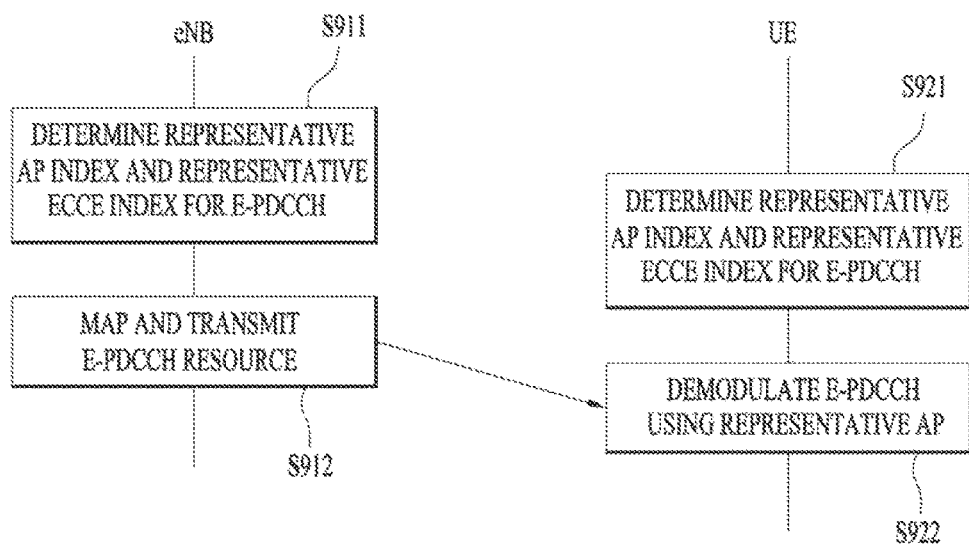 eNB
S911
DETERMINE REPRESENTATIVE
AP INDEX AND REPRESENTATIVE
ECCE INDEX FOR E-PDCCH
MAP AND TRANSMIT
E-PDCCH RESOURCE
S912
UE
S921
DETERMINE REPRESENTATIVE
AP INDEX AND REPRESENTATIVE
ECCE INDEX FOR E-PDCCH
DEMODULATE E-PDCCH
USING REPRESENTATIVE AP
S922